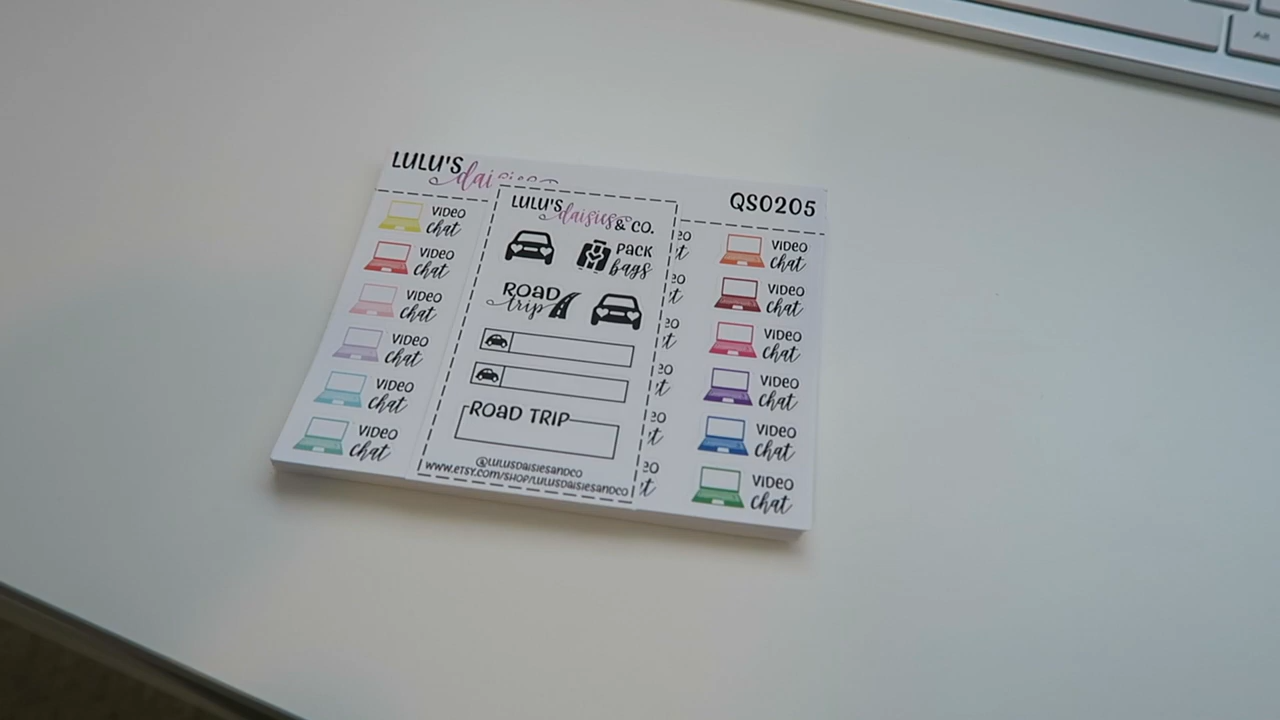 LULU'S
QS0205
video
chat
video
chat
video
chat
video
chat
video
chat
video
chat
LULU'S
daisies & CO.
PACK
bags
ROAD
trip
ROAD TRIP
@LULUSDAISIESANDCO
WWW.ETSY.COM/SHOP/LULUSDAISIESANDCO
video
chat
video
chat
video
chat
video
chat
video
chat
video
chat
Alt